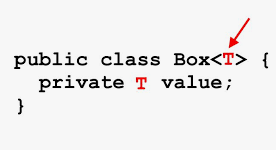 public class Box<T> {
  private T value;
}